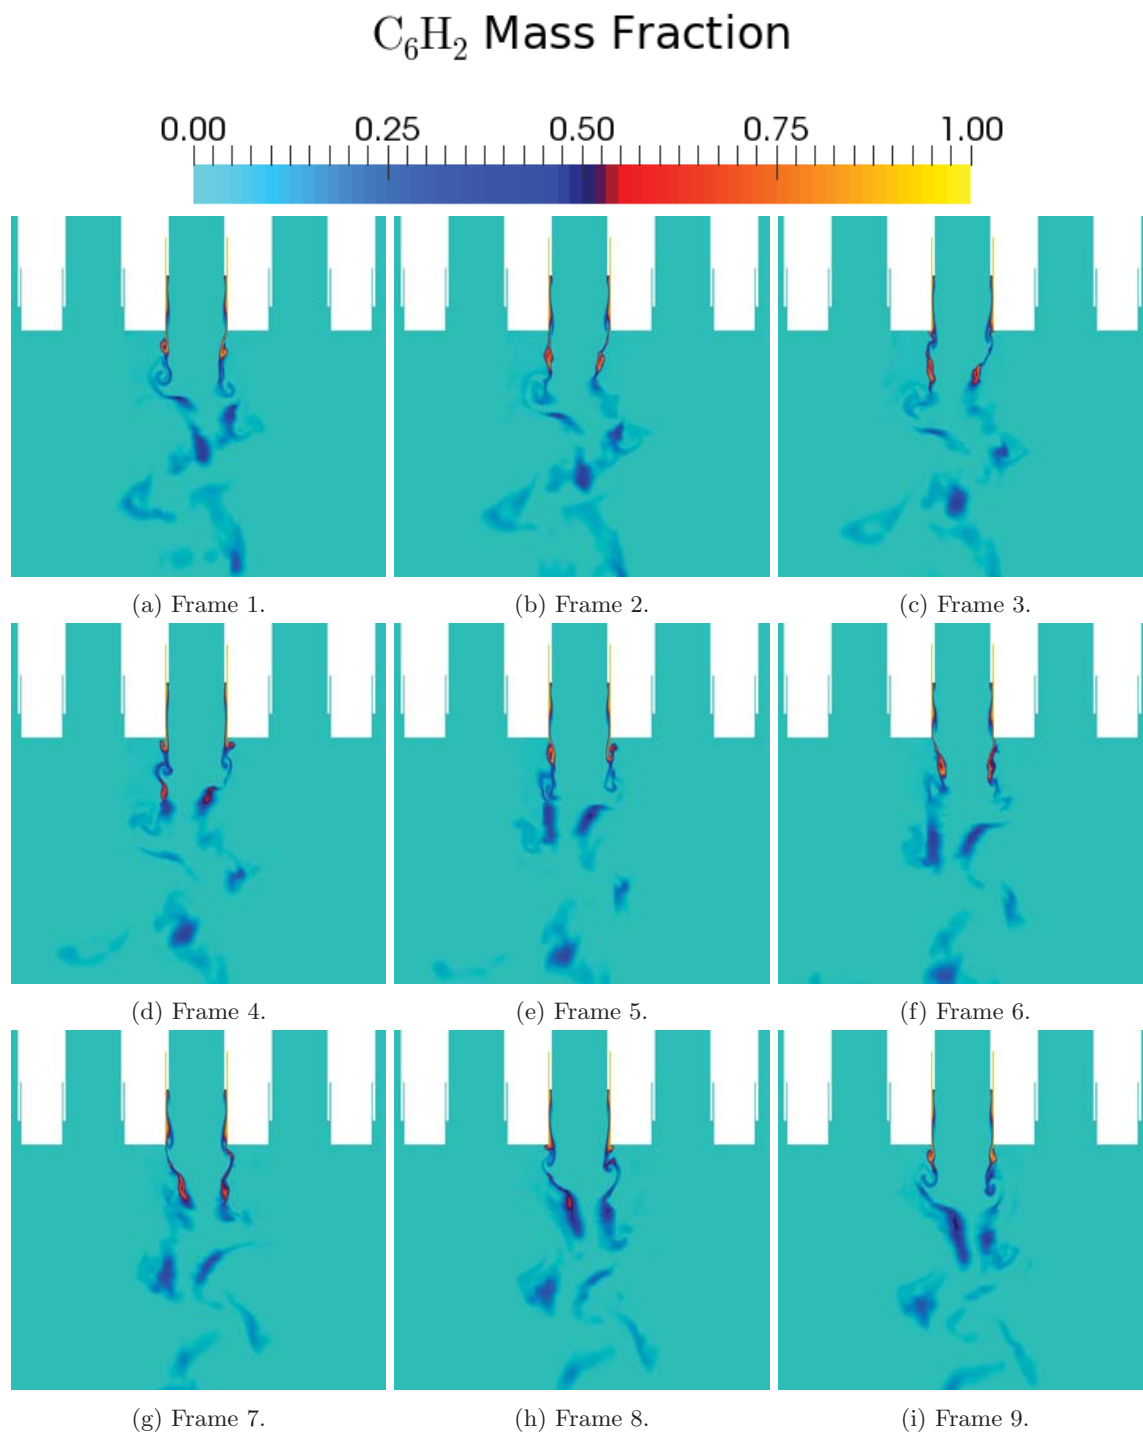 C₆H₂ Mass Fraction
0.00 0.25 0.50 0.75 1.00
(a) Frame 1. (b) Frame 2. (c) Frame 3.
(d) Frame 4. (e) Frame 5. (f) Frame 6.
(g) Frame 7. (h) Frame 8. (i) Frame 9.